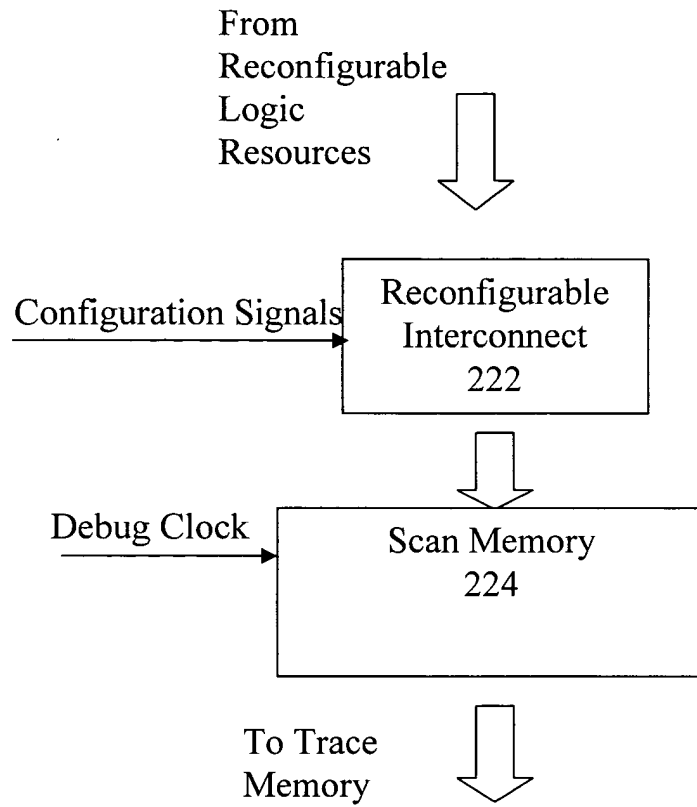 From
Reconfigurable
Logic
Resources
Configuration Signals
Reconfigurable
Interconnect
222
Debug Clock
Scan Memory
224
To Trace
Memory